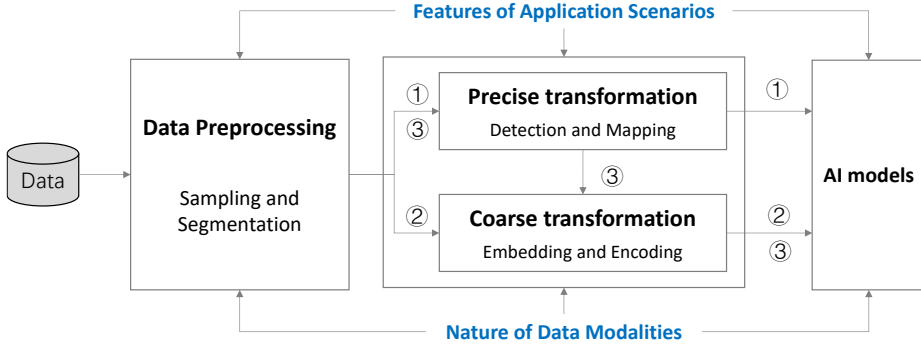 Features of Application Scenarios
Data
Data Preprocessing
Sampling and
Segmentation
①
③
②
Precise transformation
Detection and Mapping
③
Coarse transformation
Embedding and Encoding
①
②
③
AI models
Nature of Data Modalities